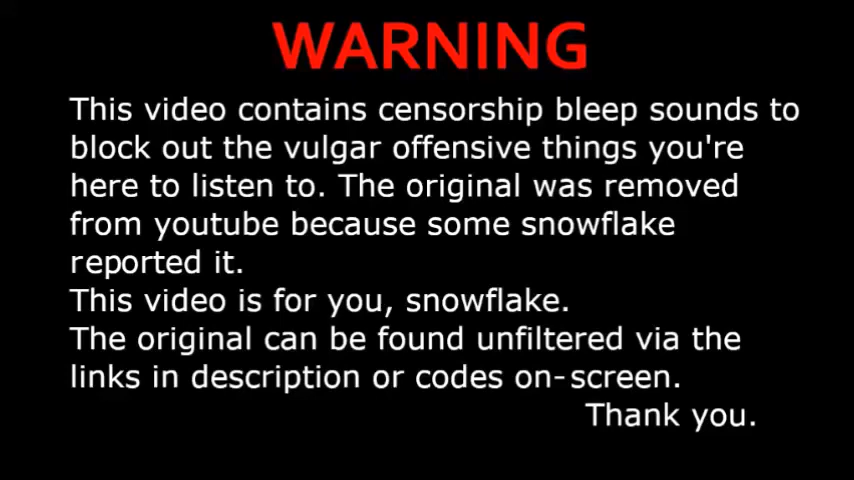 WARNING
This video contains censorship bleep sounds to
block out the vulgar offensive things you're
here to listen to. The original was removed
from youtube because some snowflake
reported it.
This video is for you, snowflake.
The original can be found unfiltered via the
links in description or codes on-screen.
Thank you.